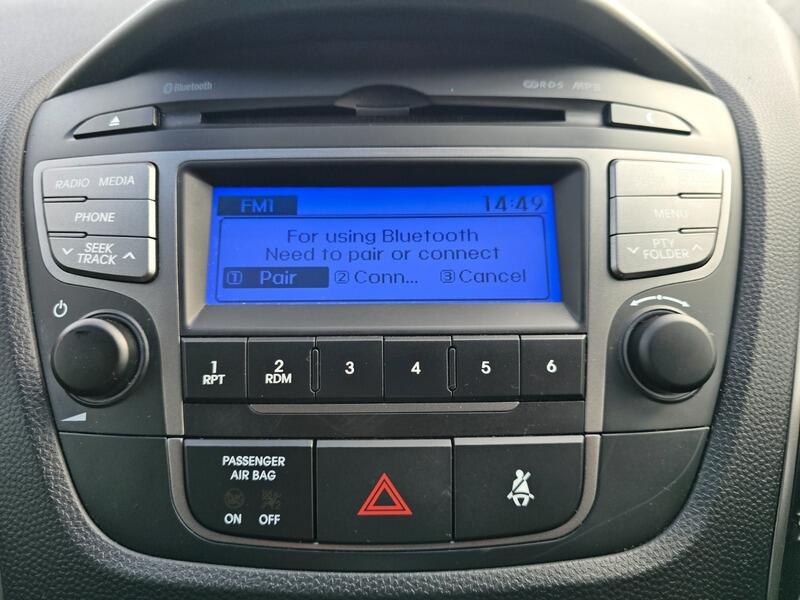 Bluetooth
RDS MP3
RADIO MEDIA
PHONE
SEEK
TRACK
MENU
PTY
FOLDER
FM1 14:49
For using Bluetooth
Need to pair or connect
1 Pair 2 Conn... 3 Cancel
1
RPT
2
RDM
3
4
5
6
PASSENGER
AIR BAG
ON OFF